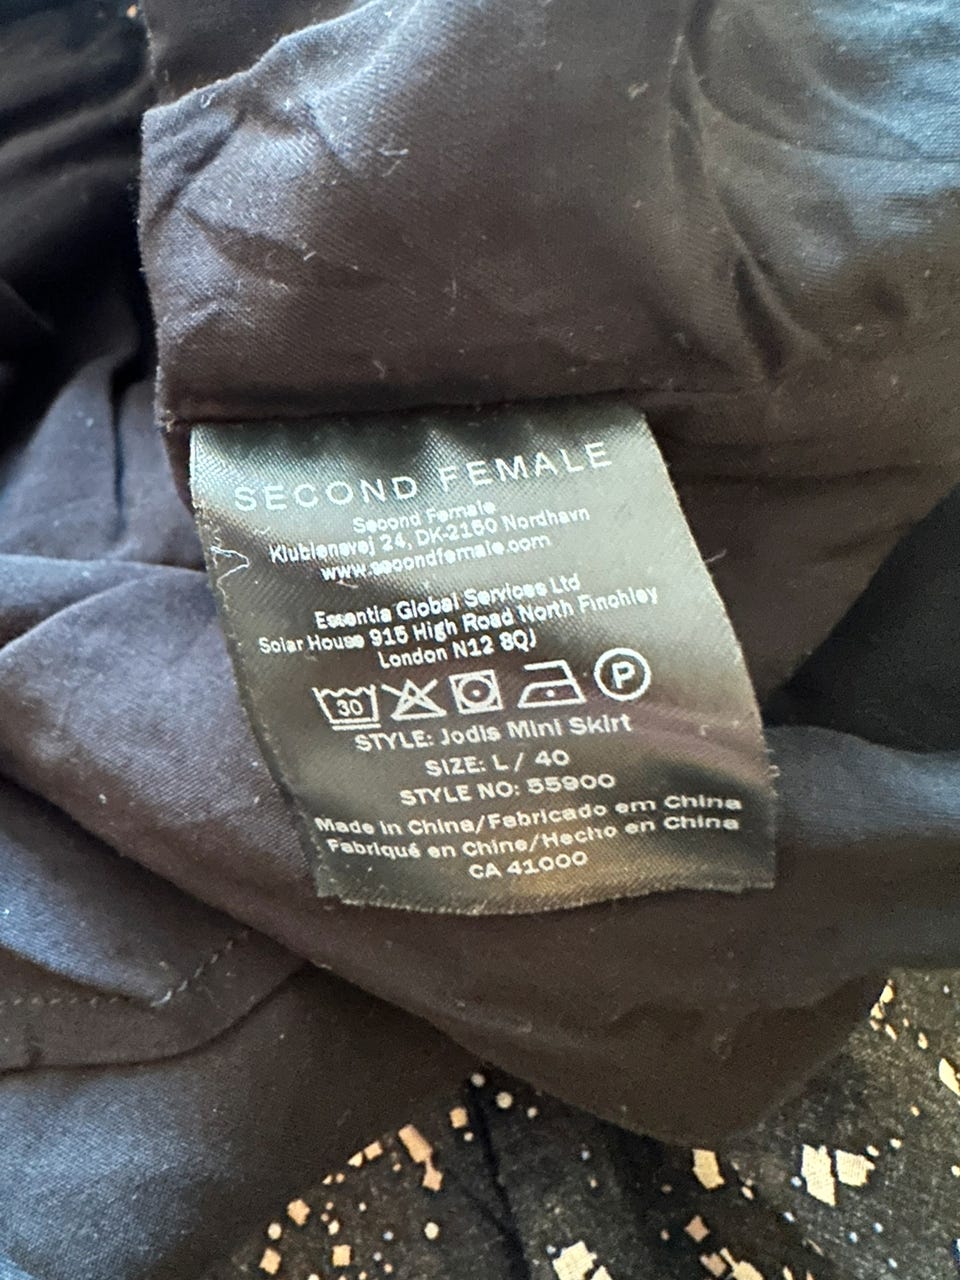 SECOND FEMALE
Second Female
Klubiensvej 24, DK-2150 Nordhavn
www.secondfemale.com
Essentia Global Services Ltd
Solar House 915 High Road North Finchley
London N12 8QJ
30 P
STYLE: Jodis Mini Skirt
SIZE: L / 40
STYLE NO: 55900
Made in China/Fabricado em China
Fabriqué en Chine/Hecho en China
CA 41000